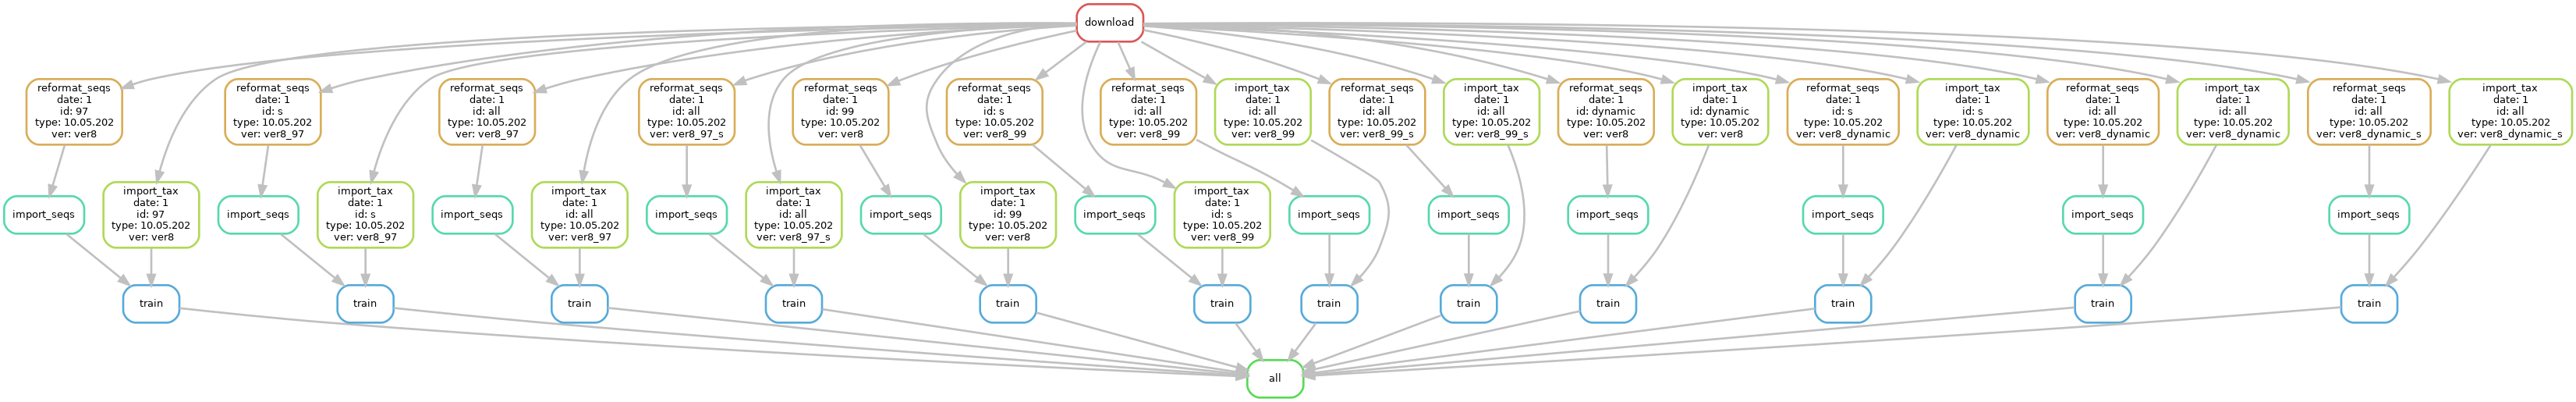 download
reformat_seqs
date: 1
id: 97
type: 10.05.202
ver: ver8
reformat_seqs
date: 1
id: s
type: 10.05.202
ver: ver8_97
reformat_seqs
date: 1
id: all
type: 10.05.202
ver: ver8_97
reformat_seqs
date: 1
id: all
type: 10.05.202
ver: ver8_97_s
reformat_seqs
date: 1
id: 99
type: 10.05.202
ver: ver8
reformat_seqs
date: 1
id: s
type: 10.05.202
ver: ver8_99
reformat_seqs
date: 1
id: all
type: 10.05.202
ver: ver8_99
import_tax
date: 1
id: all
type: 10.05.202
ver: ver8_99
reformat_seqs
date: 1
id: all
type: 10.05.202
ver: ver8_99_s
import_tax
date: 1
id: all
type: 10.05.202
ver: ver8_99_s
reformat_seqs
date: 1
id: dynamic
type: 10.05.202
ver: ver8
import_tax
date: 1
id: dynamic
type: 10.05.202
ver: ver8
reformat_seqs
date: 1
id: s
type: 10.05.202
ver: ver8_dynamic
import_tax
date: 1
id: s
type: 10.05.202
ver: ver8_dynamic
reformat_seqs
date: 1
id: all
type: 10.05.202
ver: ver8_dynamic
import_tax
date: 1
id: all
type: 10.05.202
ver: ver8_dynamic
reformat_seqs
date: 1
id: all
type: 10.05.202
ver: ver8_dynamic_s
import_tax
date: 1
id: all
type: 10.05.202
ver: ver8_dynamic_s
import_seqs
import_tax
date: 1
id: 97
type: 10.05.202
ver: ver8
import_seqs
import_tax
date: 1
id: s
type: 10.05.202
ver: ver8_97
import_seqs
import_tax
date: 1
id: all
type: 10.05.202
ver: ver8_97
import_seqs
import_tax
date: 1
id: all
type: 10.05.202
ver: ver8_97_s
import_seqs
import_tax
date: 1
id: 99
type: 10.05.202
ver: ver8
import_seqs
import_tax
date: 1
id: s
type: 10.05.202
ver: ver8_99
import_seqs
import_seqs
import_seqs
import_seqs
import_seqs
import_seqs
train
train
train
train
train
train
train
train
train
train
train
train
all